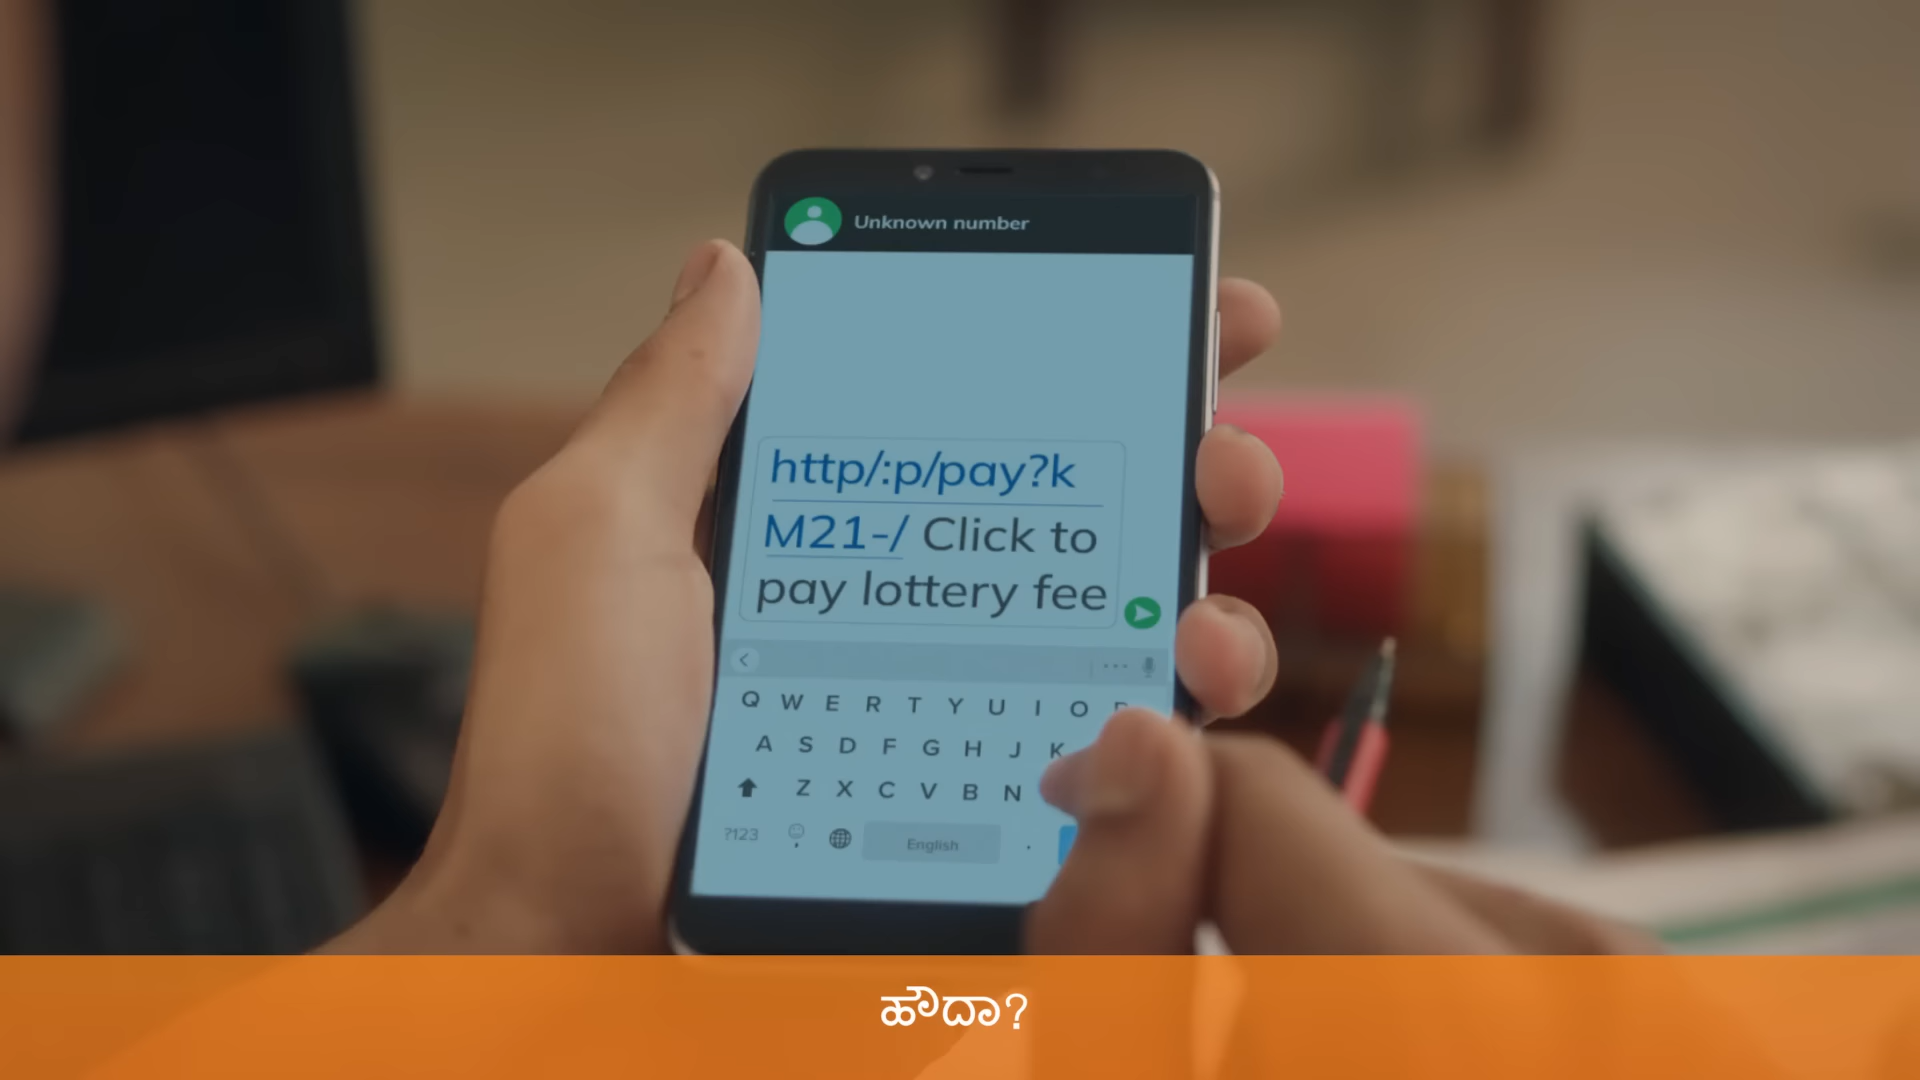 Unknown number
http/:p/pay?k
M21-/ Click to
pay lottery fee
Q W E R T Y U I O P
A S D F G H J K
Z X C V B N
?123 English .
ಹೌದಾ?